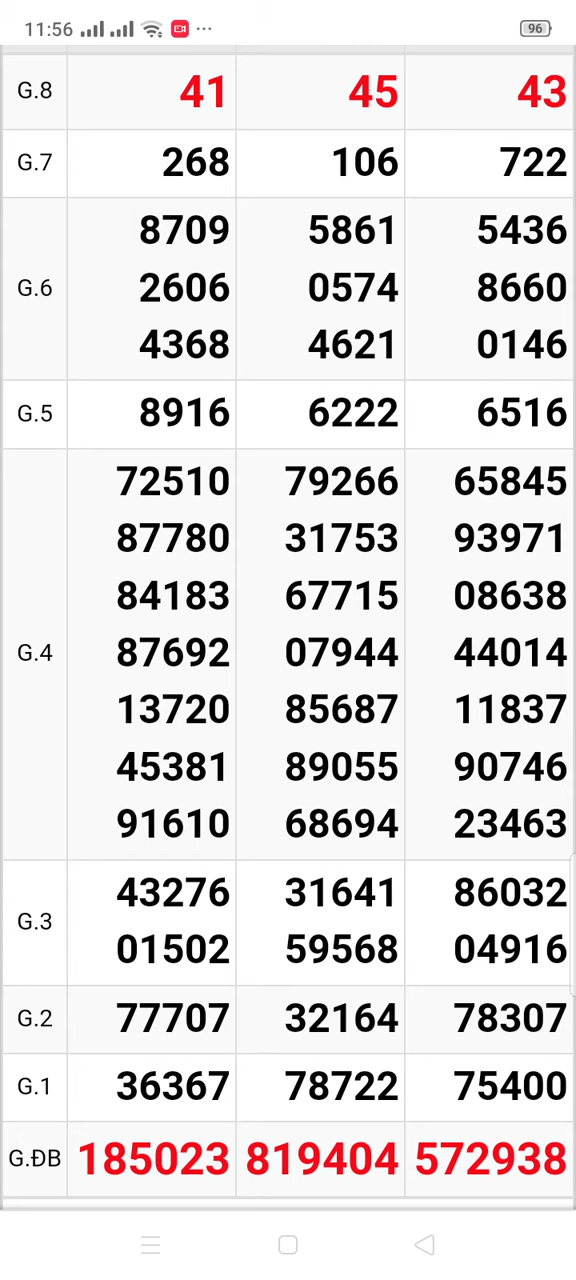 11:56 ... 96
G.8 41 45 43
G.7 268 106 722
8709 5861 5436
G.6 2606 0574 8660
4368 4621 0146
G.5 8916 6222 6516
72510 79266 65845
87780 31753 93971
84183 67715 08638
G.4 87692 07944 44014
13720 85687 11837
45381 89055 90746
91610 68694 23463
G.3
43276 31641 86032
01502 59568 04916
G.2 77707 32164 78307
G.1 36367 78722 75400
G.ĐB 185023 819404 572938